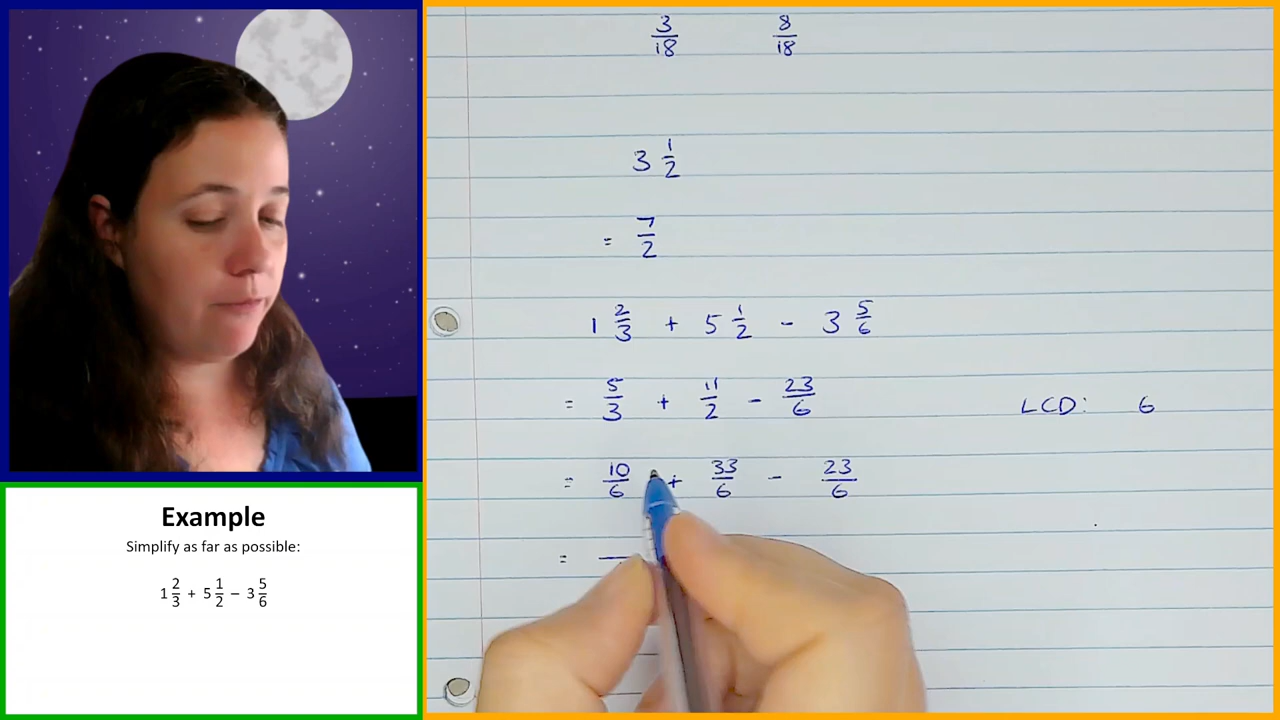 3/18 8/18
3 1/2
= 7/2
1 2/3 + 5 1/2 - 3 5/6
= 5/3 + 11/2 - 23/6 LCD: 6
= 10/6 + 33/6 - 23/6
=
Example
Simplify as far as possible:
1 2/3 + 5 1/2 − 3 5/6